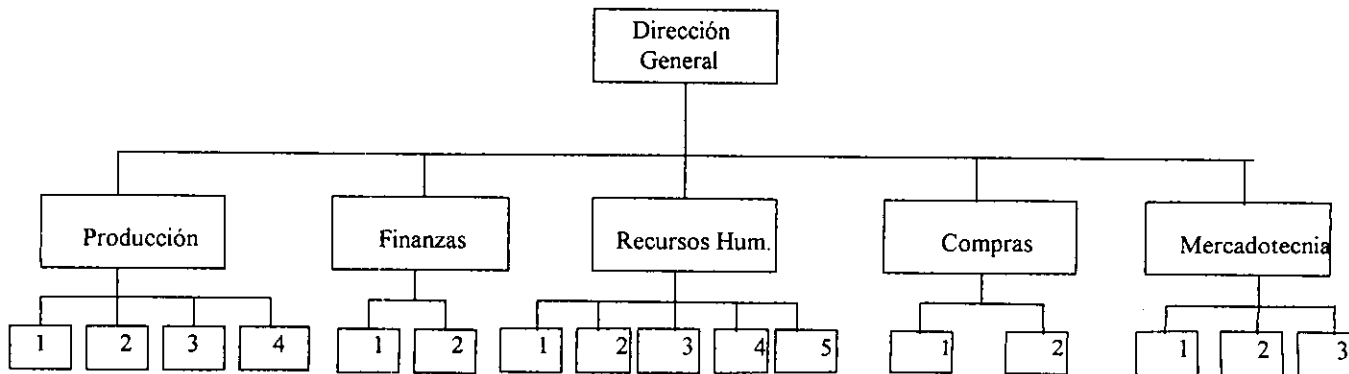 Dirección
General
Producción
Finanzas
Recursos Hum.
Compras
Mercadotecnia
1 2 3 4
1 2
1 2 3 4 5
1 2
1 2 3